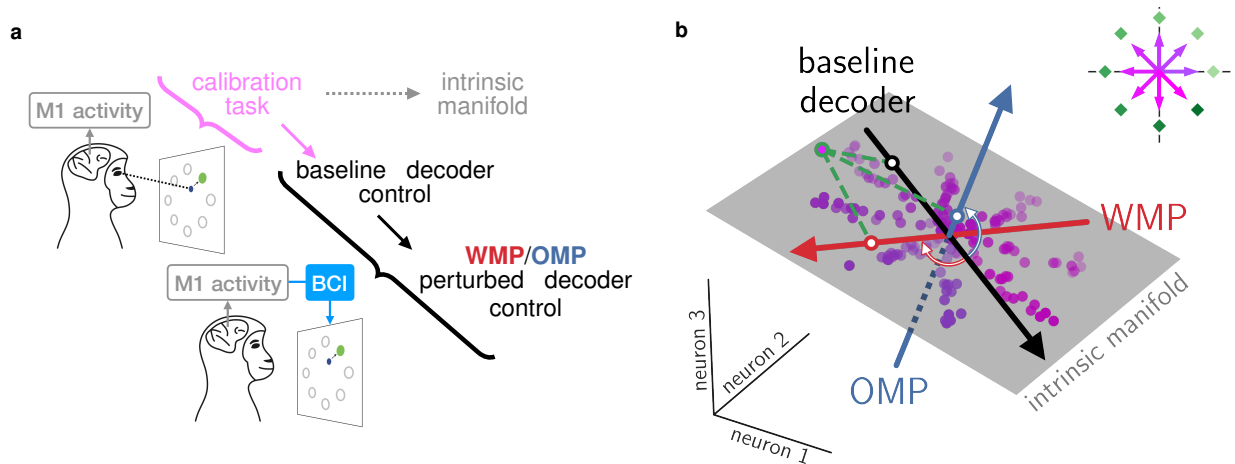 a
calibration
task
intrinsic
manifold
M1 activity
baseline decoder
control
WMP/OMP
perturbed decoder
control
M1 activity
BCI
b
baseline
decoder
WMP
OMP
intrinsic manifold
neuron 3
neuron 2
neuron 1